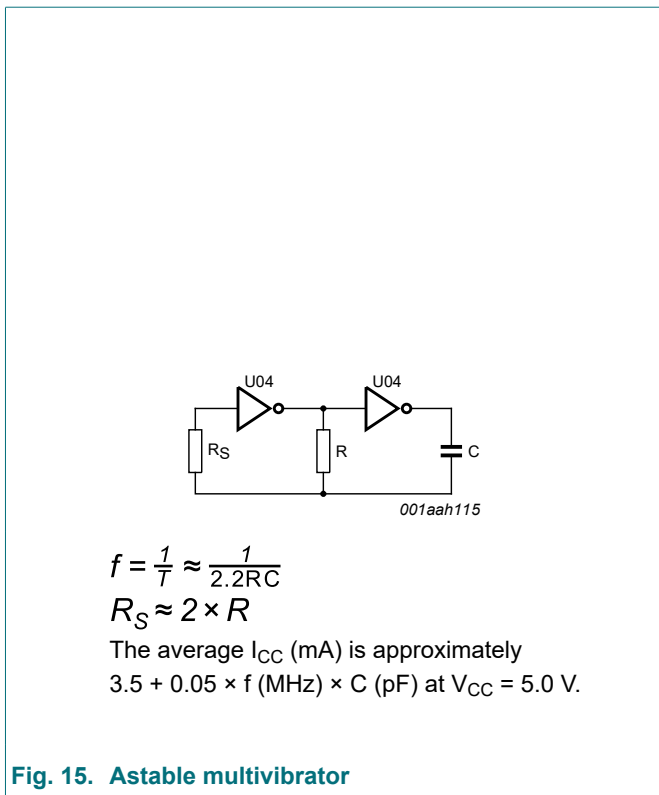 U04 U04
RS R C
001aah115
f = 1/T ≈ 1/2.2RC
RS ≈ 2 × R
The average ICC (mA) is approximately
3.5 + 0.05 × f (MHz) × C (pF) at VCC = 5.0 V.
Fig. 15. Astable multivibrator